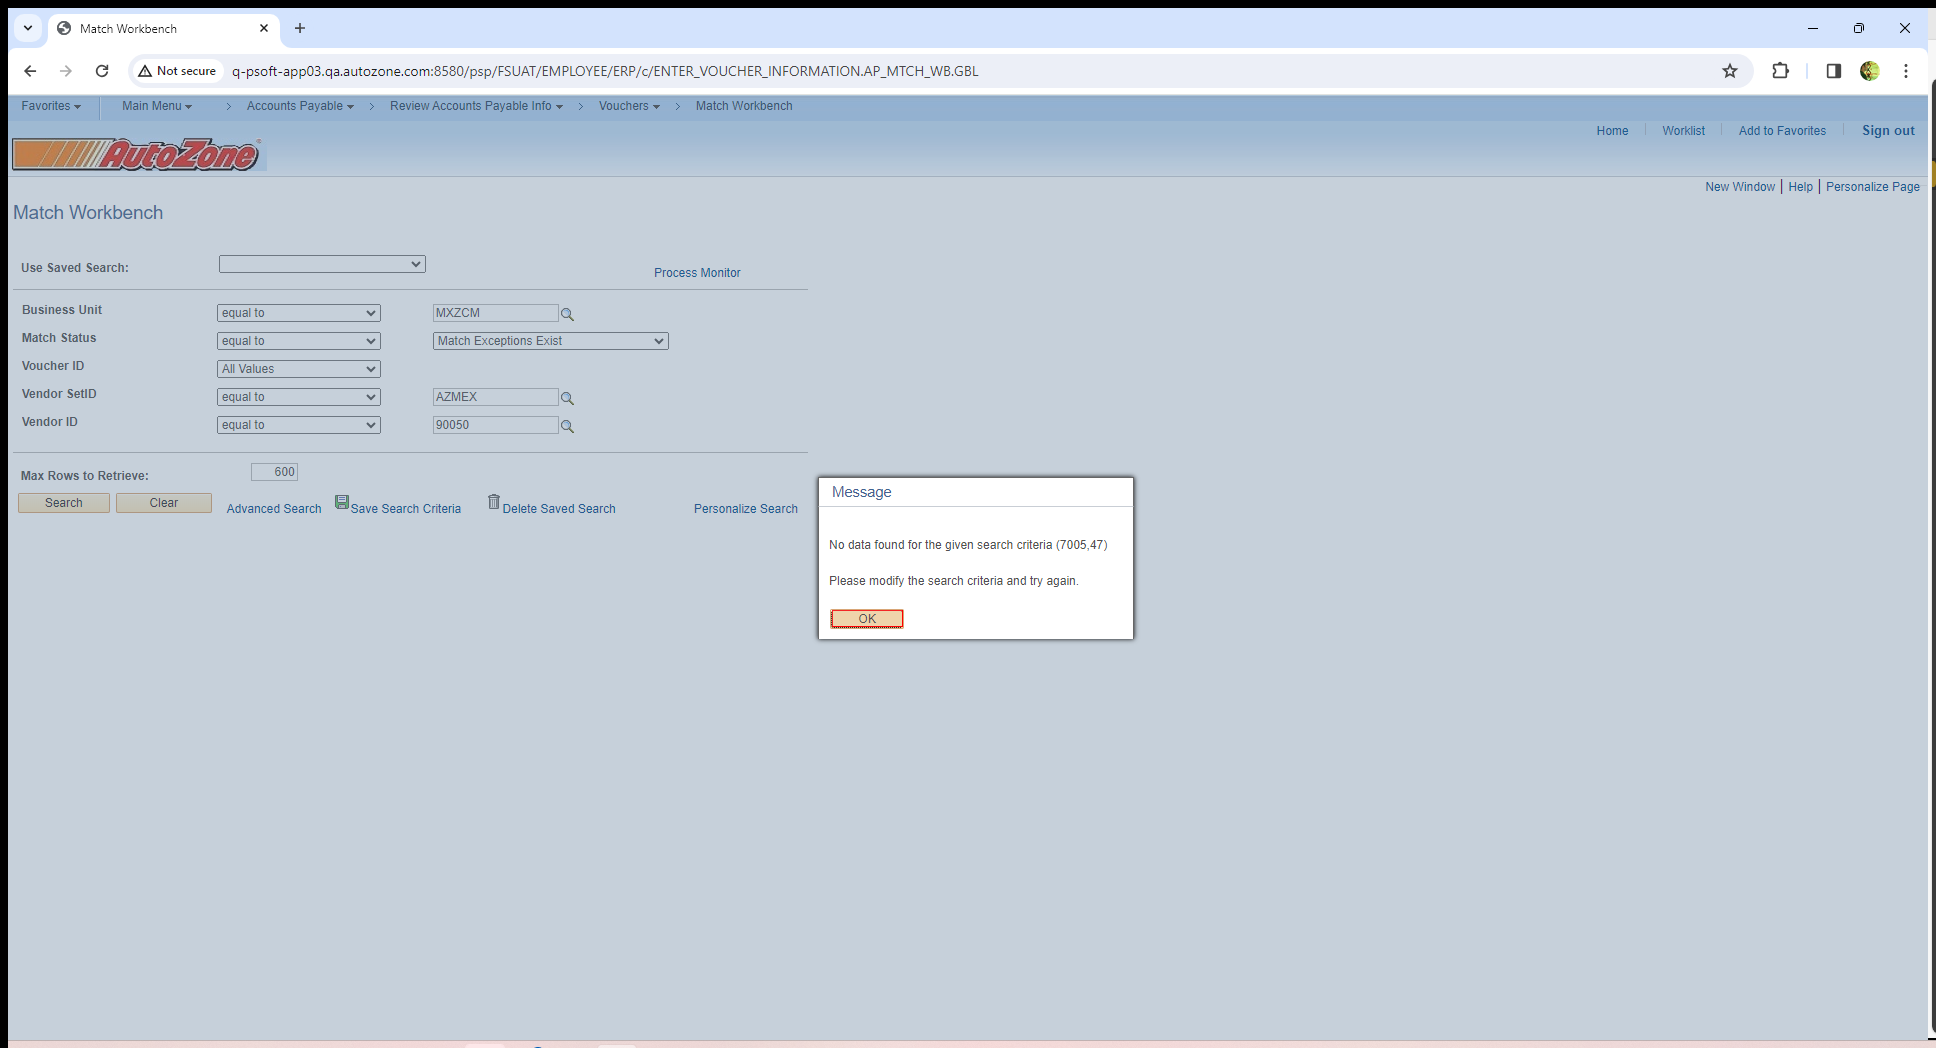 Match Workbench
Not secure
q-psoft-app03.qa.autozone.com:8580/psp/FSUAT/EMPLOYEE/ERP/c/ENTER_VOUCHER_INFORMATION.AP_MTCH_WB.GBL
Favorites Main Menu > Accounts Payable > Review Accounts Payable Info > Vouchers > Match Workbench
Home Worklist Add to Favorites Sign out
AutoZone
New Window | Help | Personalize Page
Match Workbench
Use Saved Search:
Process Monitor
Business Unit equal to MXZCM
Match Status equal to Match Exceptions Exist
Voucher ID All Values
Vendor SetID equal to AZMEX
Vendor ID equal to 90050
Max Rows to Retrieve: 600
Search Clear Advanced Search Save Search Criteria Delete Saved Search Personalize Search
Message
No data found for the given search criteria (7005,47)
Please modify the search criteria and try again.
OK